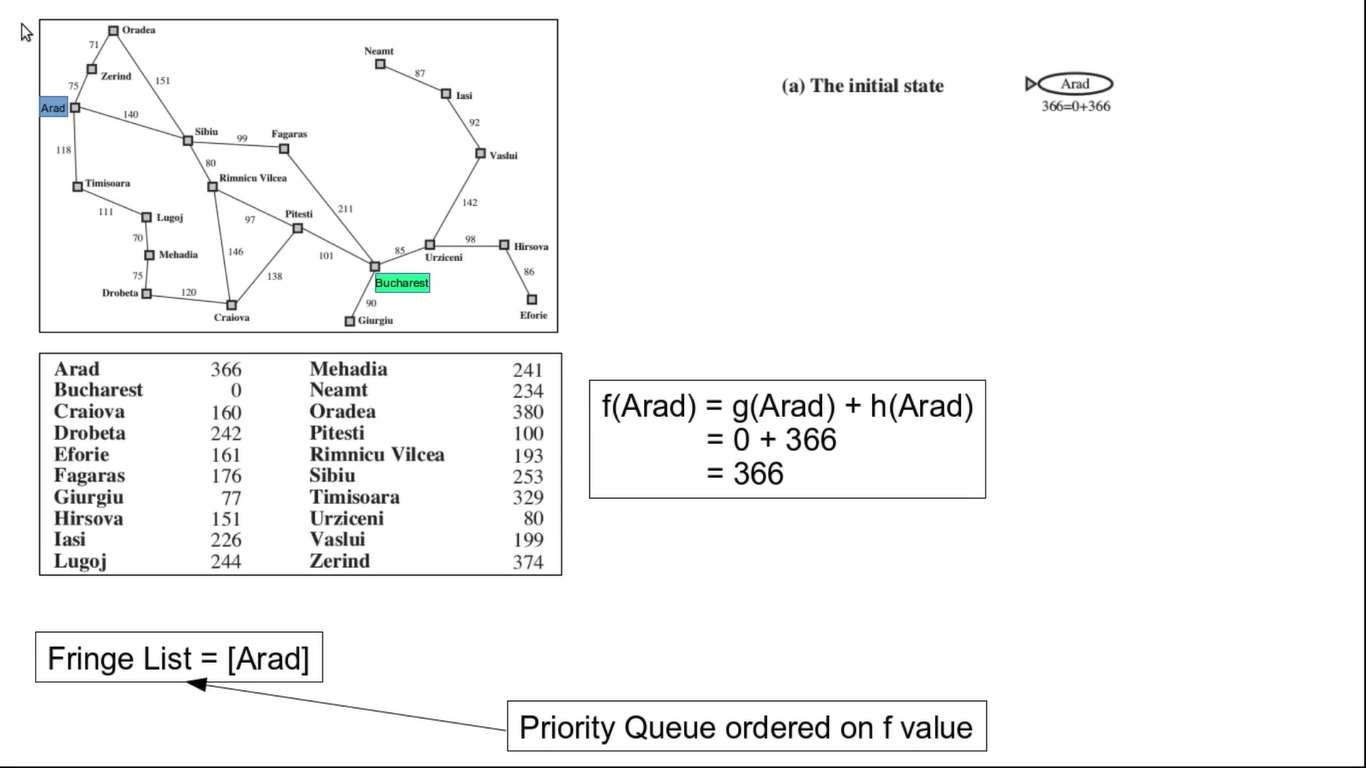 Oradea
71
Neamt
87
Zerind
151
75
Iasi
Arad
140
92
Sibiu
99
Fagaras
118
80
Vaslui
Timisoara
Rimnicu Vilcea
142
111
Lugoj
97
Pitesti
211
70
98
Hirsova
Mehadia
146
101
85
Urziceni
75
138
86
Bucharest
Drobeta
120
90
Craiova
Giurgiu
Eforie
(a) The initial state
Arad
366=0+366
Arad 366 Mehadia 241
Bucharest 0 Neamt 234
Craiova 160 Oradea 380
Drobeta 242 Pitesti 100
Eforie 161 Rimnicu Vilcea 193
Fagaras 176 Sibiu 253
Giurgiu 77 Timisoara 329
Hirsova 151 Urziceni 80
Iasi 226 Vaslui 199
Lugoj 244 Zerind 374
f(Arad) = g(Arad) + h(Arad)
= 0 + 366
= 366
Fringe List = [Arad]
Priority Queue ordered on f value